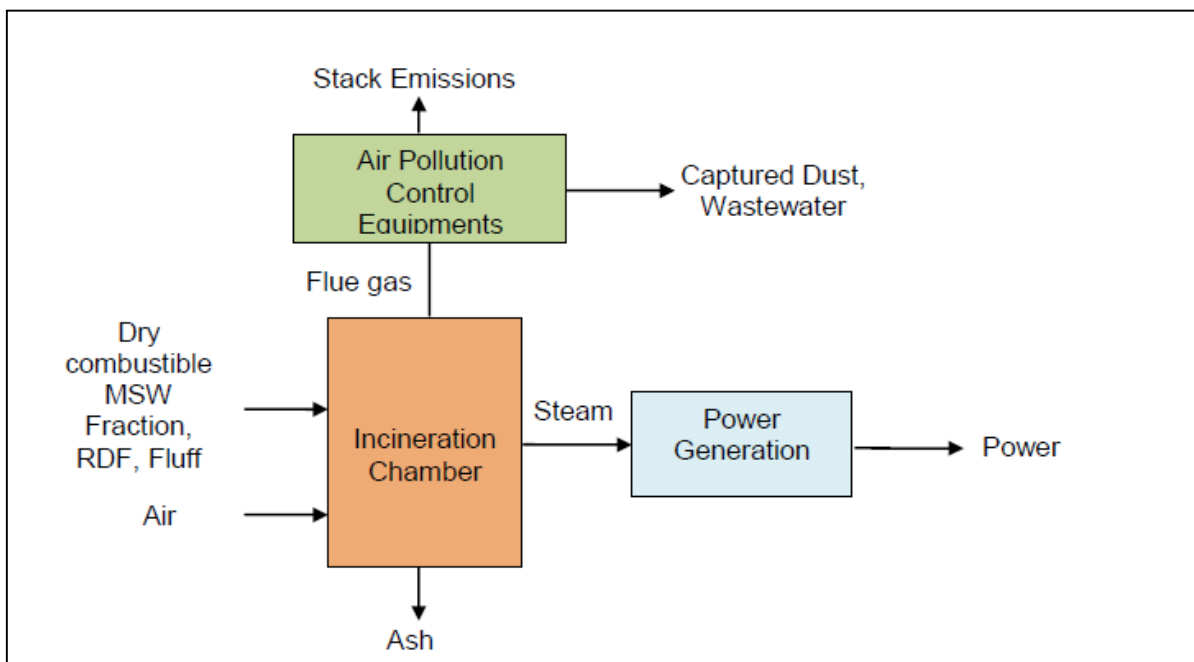 Stack Emissions
Air Pollution
Control
Equipments
Captured Dust,
Wastewater
Flue gas
Dry
combustible
MSW
Fraction,
RDF, Fluff
Air
Incineration
Chamber
Steam
Power
Generation
Power
Ash